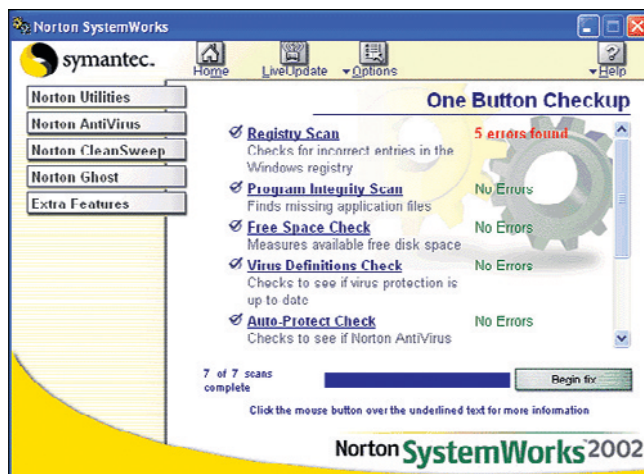 Norton SystemWorks
symantec.
Home LiveUpdate Options Help
Norton Utilities
Norton AntiVirus
Norton CleanSweep
Norton Ghost
Extra Features
One Button Checkup
Registry Scan 5 errors found
Checks for incorrect entries in the
Windows registry
Program Integrity Scan No Errors
Finds missing application files
Free Space Check No Errors
Measures available free disk space
Virus Definitions Check No Errors
Checks to see if virus protection is
up to date
Auto-Protect Check No Errors
Checks to see if Norton AntiVirus
7 of 7 scans
complete
Begin fix
Click the mouse button over the underlined text for more information
Norton SystemWorks 2002